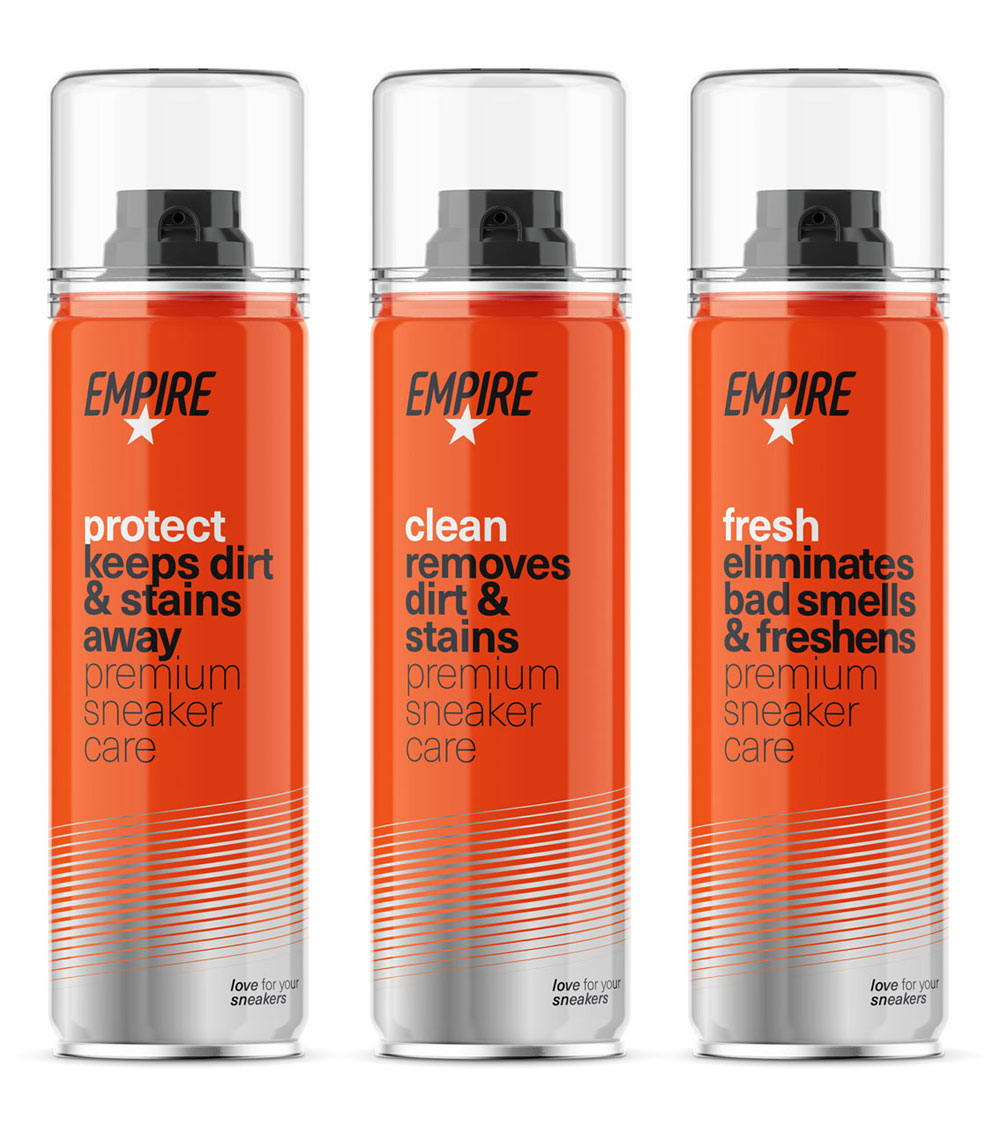 EMPIRE
protect
keeps dirt
& stains
away
premium
sneaker
care
love for your
sneakers
EMPIRE
clean
removes
dirt &
stains
premium
sneaker
care
love for your
sneakers
EMPIRE
fresh
eliminates
bad smells
& freshens
premium
sneaker
care
love for your
sneakers